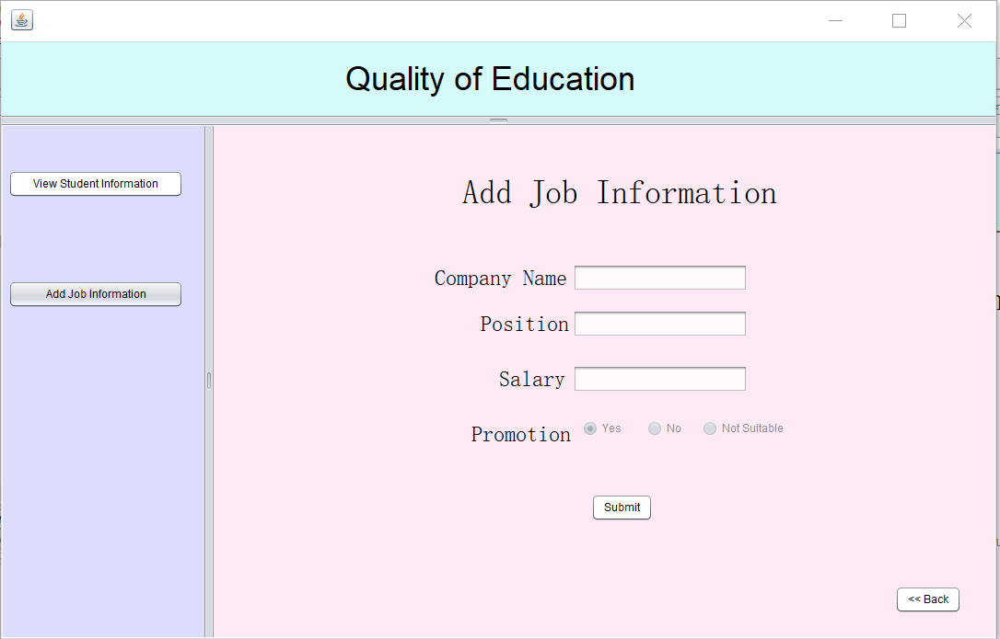 Quality of Education
View Student Information
Add Job Information
Add Job Information
Company Name
Position
Salary
Promotion Yes No Not Suitable
Submit
<< Back